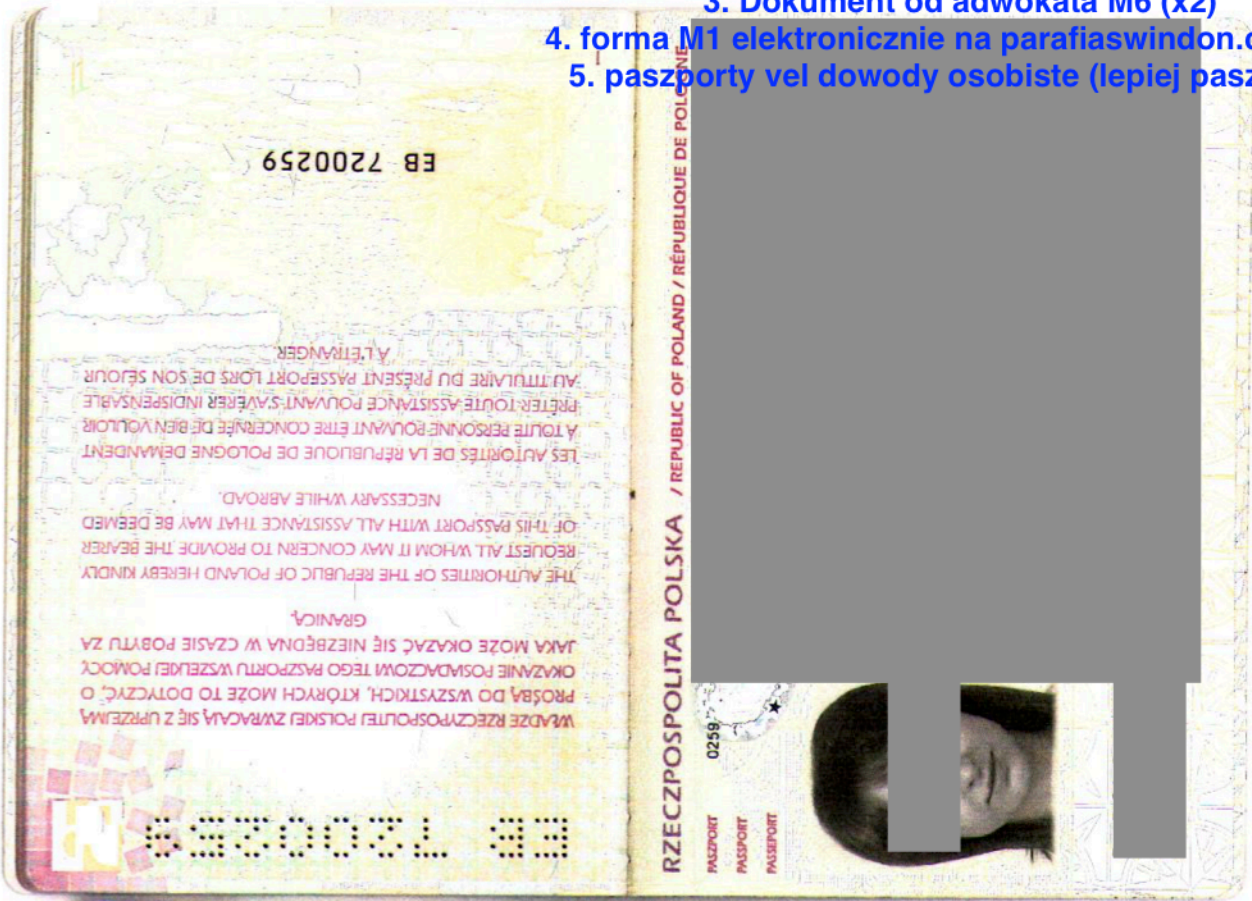 3. Dokument od adwokata M6 (x2)
4. forma M1 elektronicznie na parafiaswindon.
5. paszporty vel dowody osobiste (lepiej
EB 7200259
WŁADZE RZECZYPOSPOLITEJ POLSKIEJ ZWRACAJĄ SIĘ Z UPRZEJMĄ
PROŚBĄ DO WSZYSTKICH, KTÓRYCH MOŻE TO DOTYCZYĆ, O
OKAZANIE POSIADACZOWI TEGO PASZPORTU WSZELKIEJ POMOCY,
JAKA MOŻE OKAZAĆ SIĘ NIEZBĘDNA W CZASIE POBYTU ZA
GRANICĄ.
THE AUTHORITIES OF THE REPUBLIC OF POLAND HEREBY KINDLY
REQUEST ALL WHOM IT MAY CONCERN TO PROVIDE THE BEARER
OF THIS PASSPORT WITH ALL ASSISTANCE THAT MAY BE DEEMED
NECESSARY WHILE ABROAD.
LES AUTORITÉS DE LA RÉPUBLIQUE DE POLOGNE DEMANDENT
À TOUTE PERSONNE POUVANT ÊTRE CONCERNÉE DE BIEN VOULOIR
PRÊTER TOUTE ASSISTANCE POUVANT S'AVÉRER INDISPENSABLE
AU TITULAIRE DU PRÉSENT PASSEPORT LORS DE SON SÉJOUR
À L'ÉTRANGER.
EB 7200259
RZECZPOSPOLITA POLSKA / REPUBLIC OF POLAND / RÉPUBLIQUE DE POLOGNE
PASZPORT
PASSPORT
PASSEPORT
0259